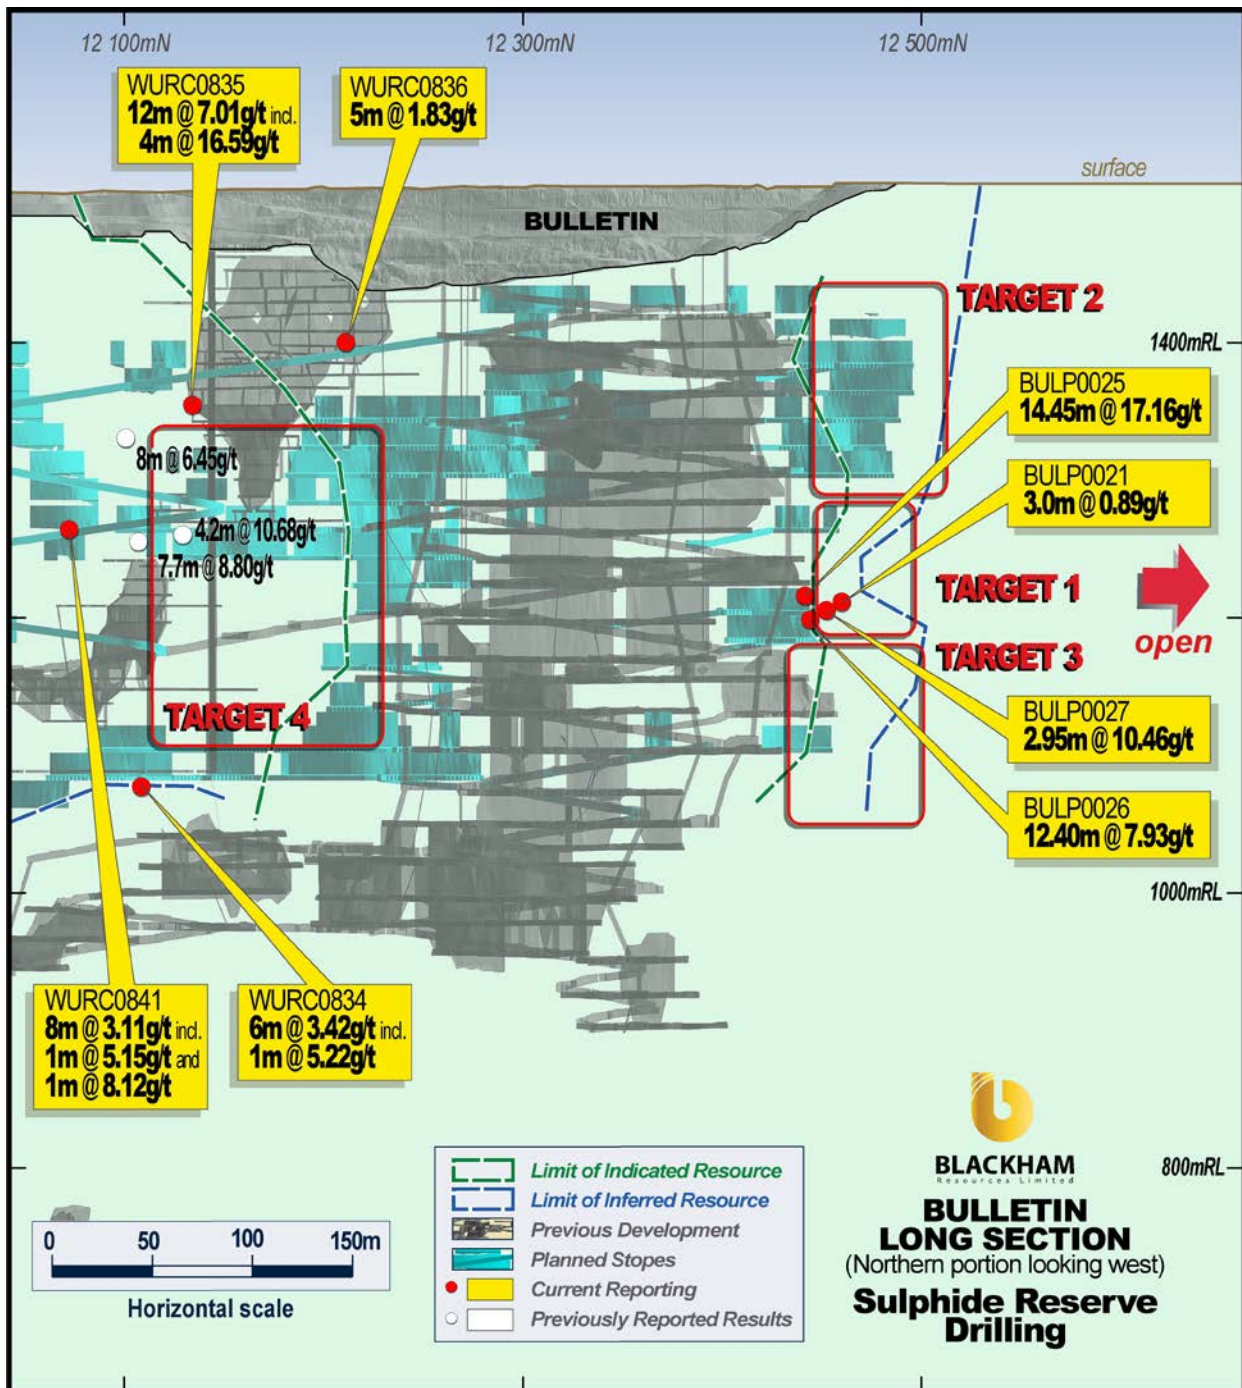 12 100mN
12 300mN
12 500mN
WURC0835
12m @ 7.01g/t incl.
4m @ 16.59g/t
WURC0836
5m @ 1.83g/t
surface
BULLETIN
TARGET 2
1400mRL
BULP0025
14.45m @ 17.16g/t
8m @ 6.45g/t
BULP0021
3.0m @ 0.89g/t
4.2m @ 10.68g/t
7.7m @ 8.80g/t
TARGET 1
open
TARGET 3
TARGET 4
BULP0027
2.95m @ 10.46g/t
BULP0026
12.40m @ 7.93g/t
1000mRL
WURC0841
8m @ 3.11g/t incl.
1m @ 5.15g/t and
1m @ 8.12g/t
WURC0834
6m @ 3.42g/t incl.
1m @ 5.22g/t
800mRL
0 50 100 150m
Horizontal scale
Limit of Indicated Resource
Limit of Inferred Resource
Previous Development
Planned Stopes
Current Reporting
Previously Reported Results
BLACKHAM
Resources Limited
BULLETIN
LONG SECTION
(Northern portion looking west)
Sulphide Reserve
Drilling